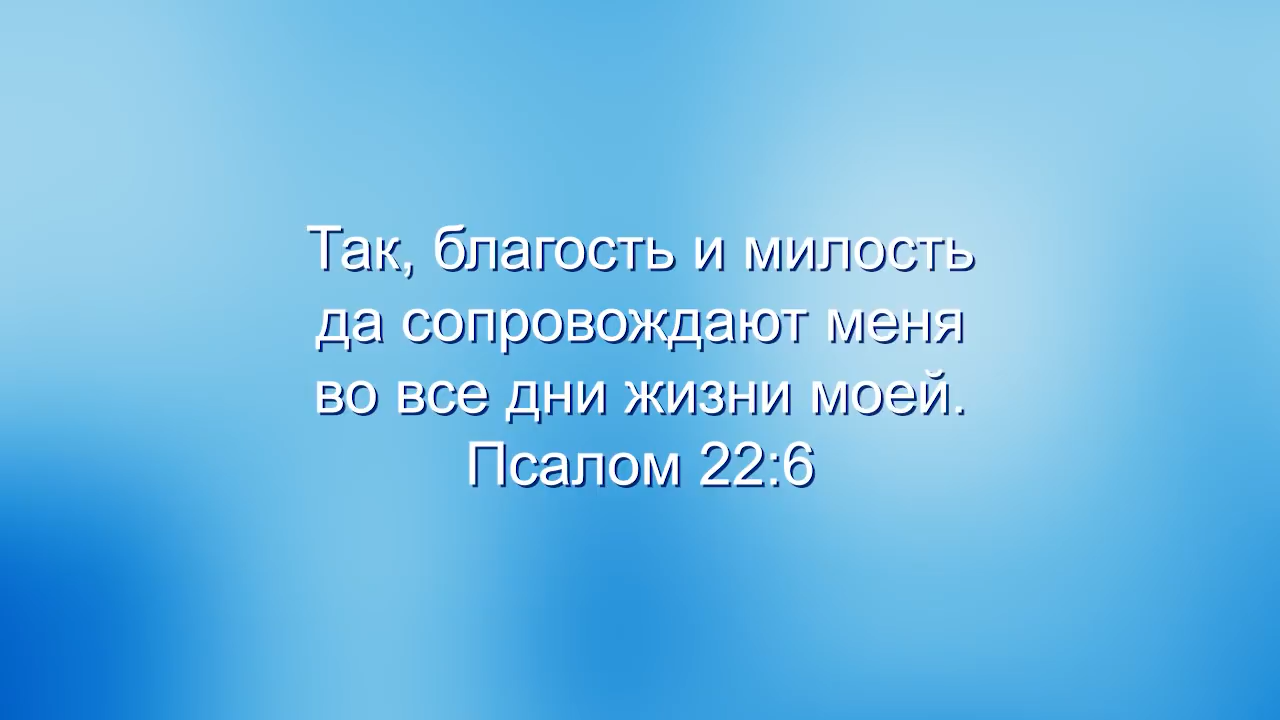 Так, благость и милость
да сопровождают меня
во все дни жизни моей.
Псалом 22:6